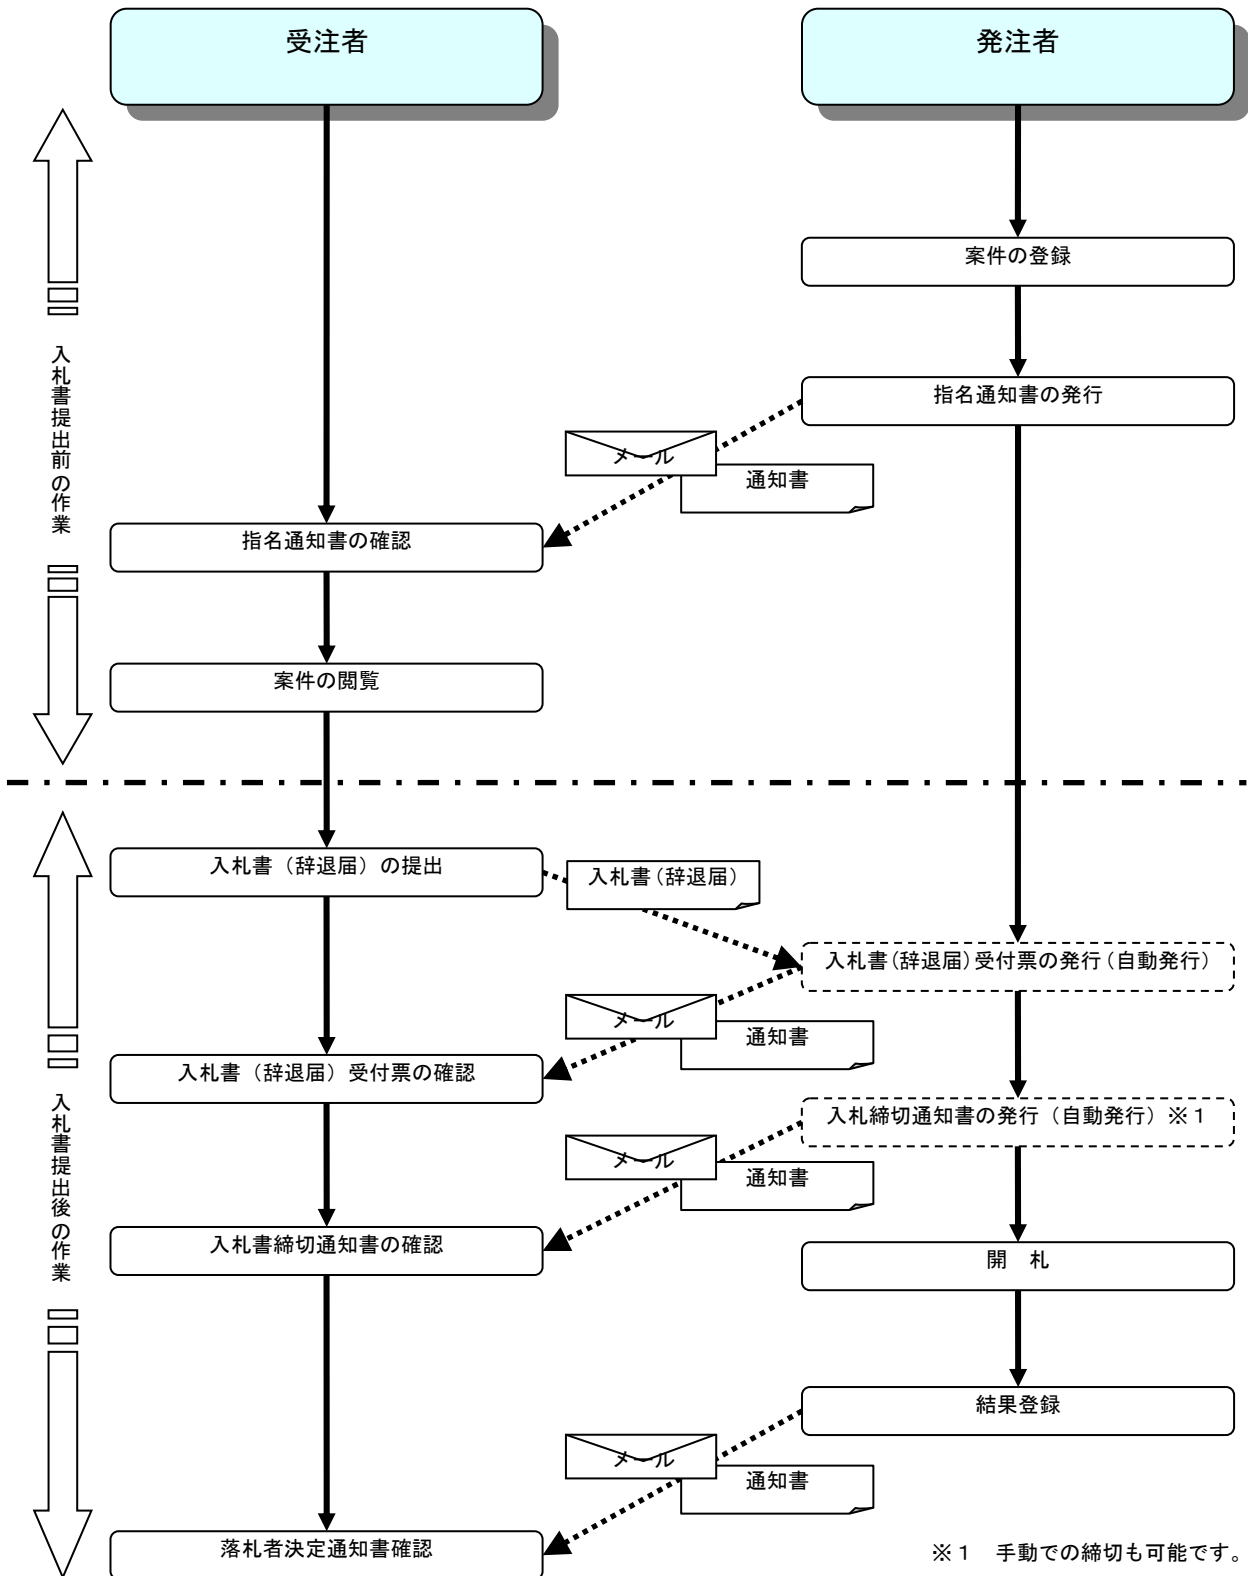 受注者
発注者
案件の登録
指名通知書の発行
メール
通知書
指名通知書の確認
案件の閲覧
入札書提出前の作業
入札書（辞退届）の提出
入札書（辞退届）
入札書（辞退届）受付票の発行（自動発行）
メール
通知書
入札書（辞退届）受付票の確認
入札締切通知書の発行（自動発行）※１
メール
通知書
入札書締切通知書の確認
開　札
結果登録
メール
通知書
落札者決定通知書確認
入札書提出後の作業
※１　手動での締切も可能です。